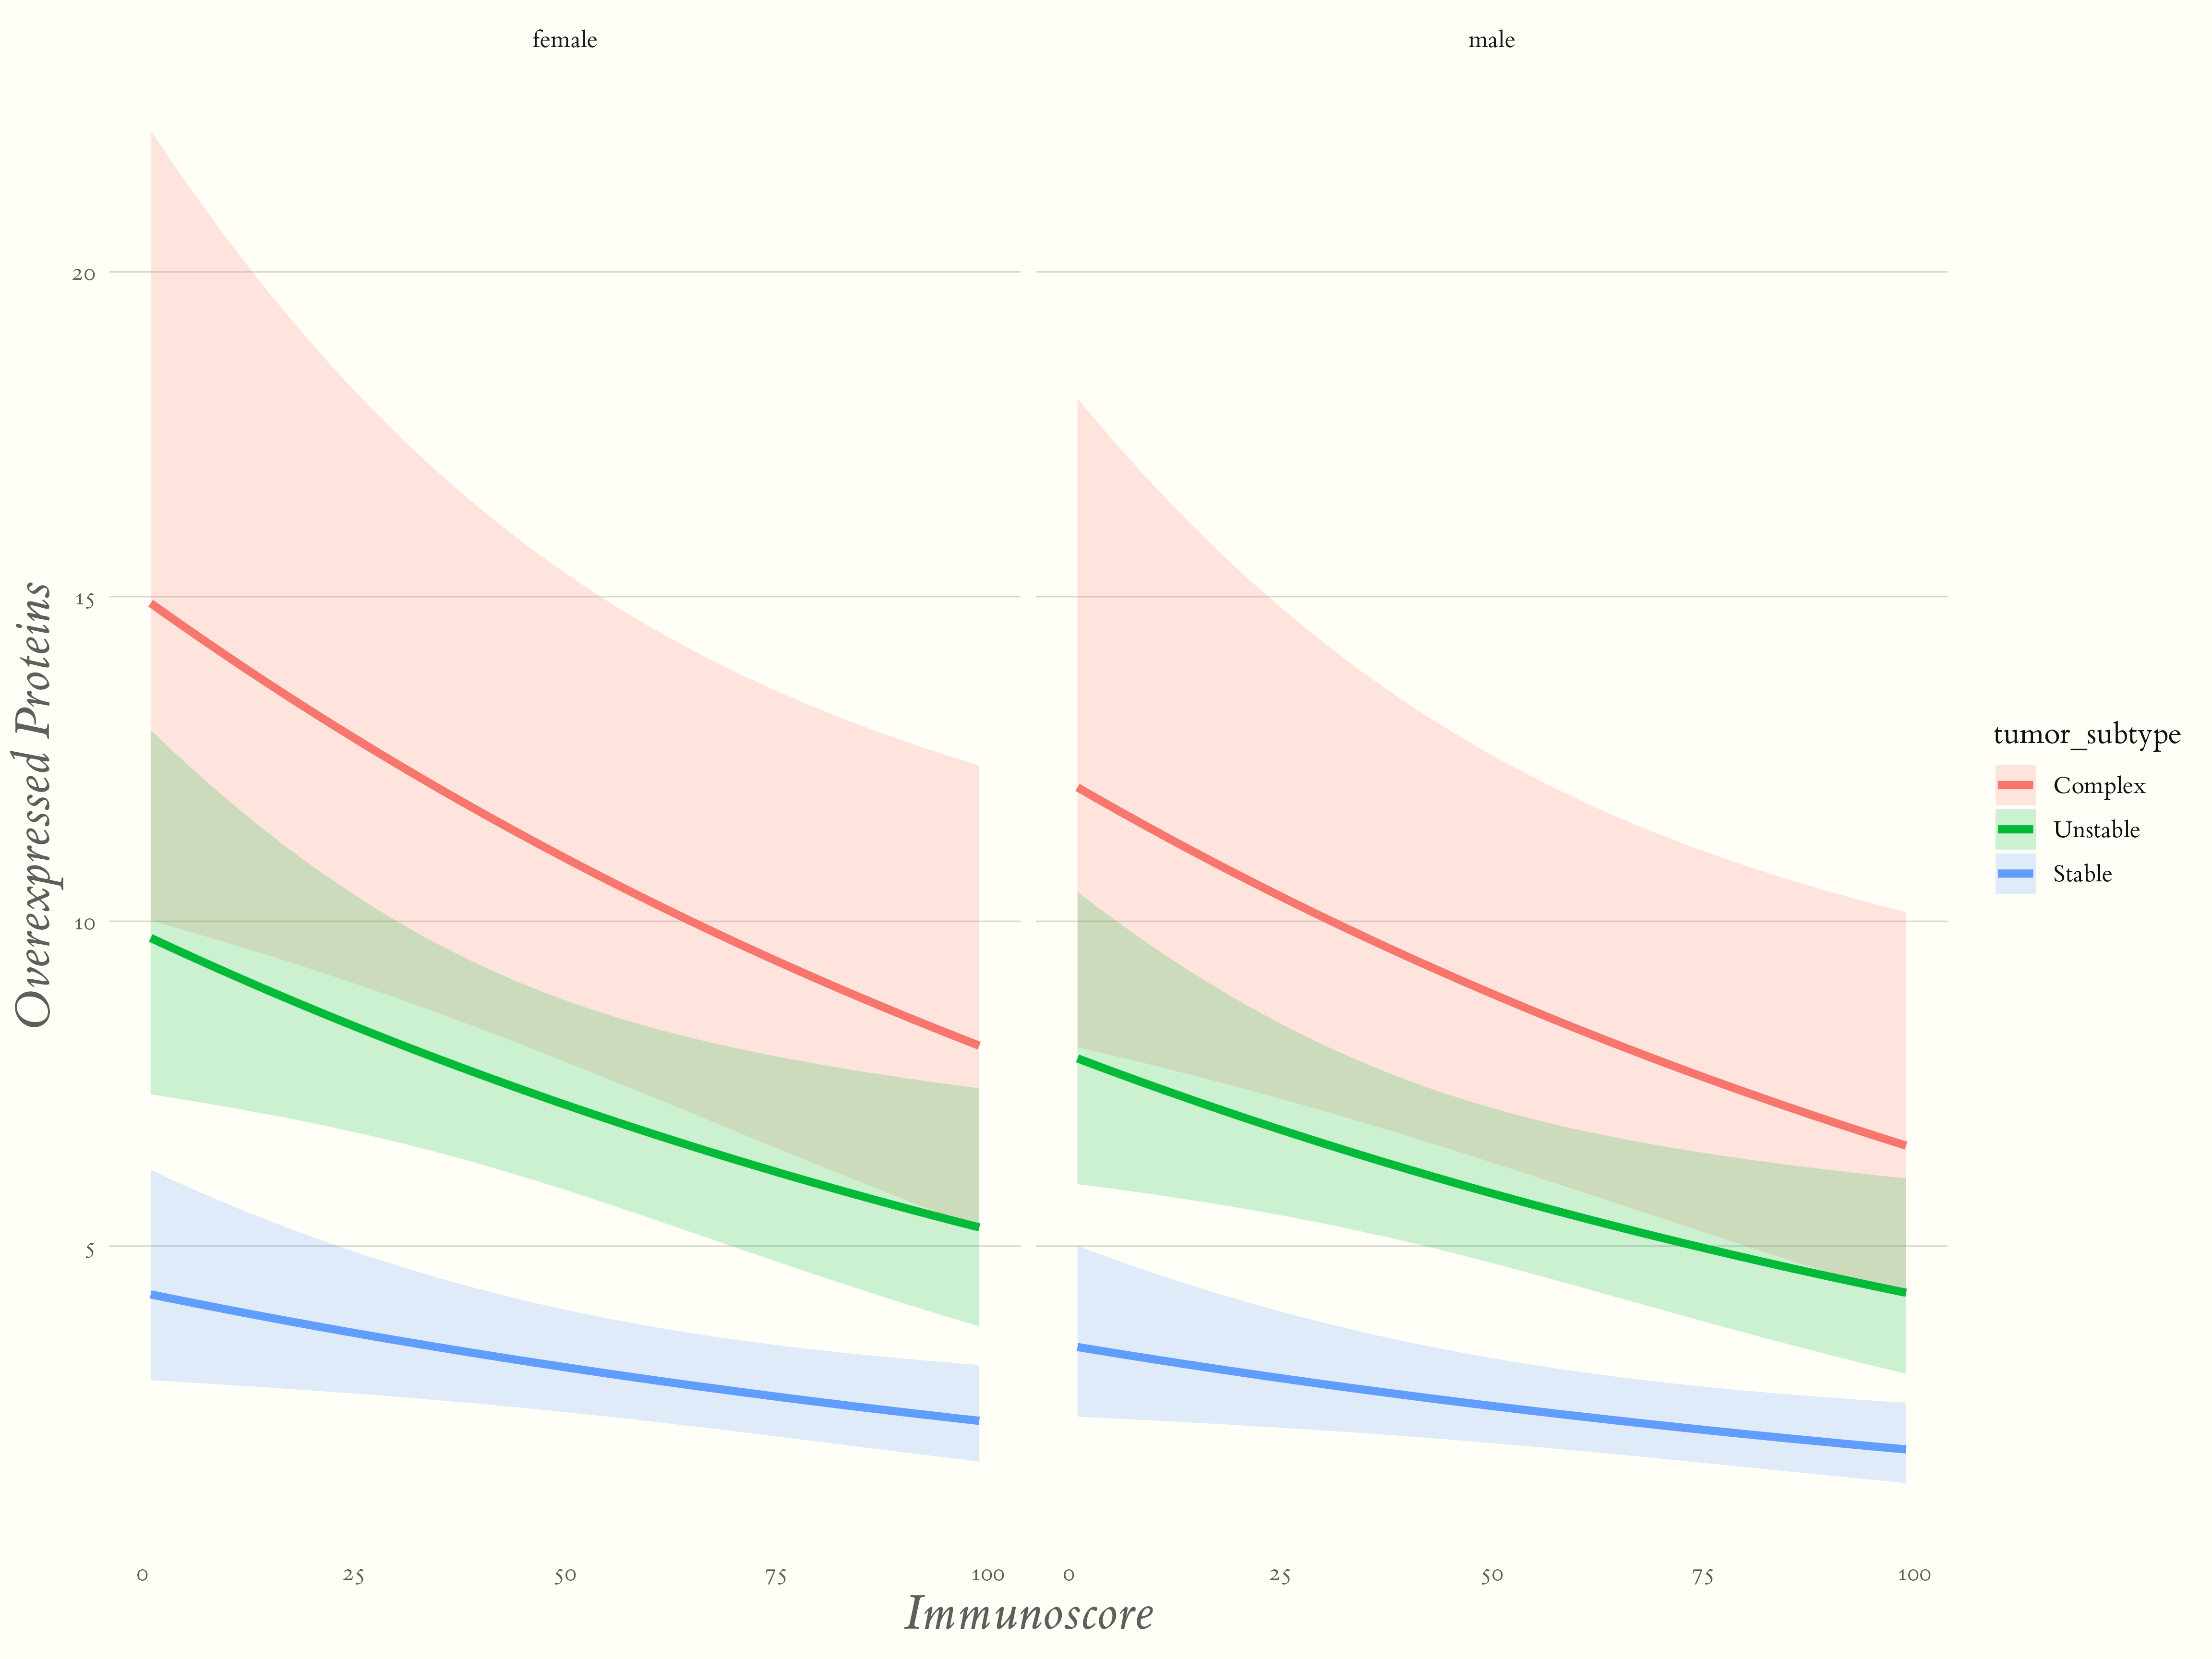 female
male
20
15
10
5
Overexpressed Proteins
0 25 50 75 100
0 25 50 75 100
Immunoscore
tumor_subtype
Complex
Unstable
Stable